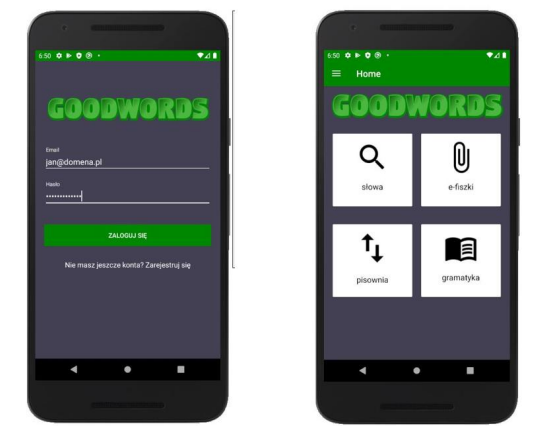 6:50
GOODWORDS
Email
jan@domena.pl
Hasło
ZALOGUJ SIĘ
Nie masz jeszcze konta? Zarejestruj się
6:50
Home
GOODWORDS
słowa
e-fiszki
pisownia
gramatyka